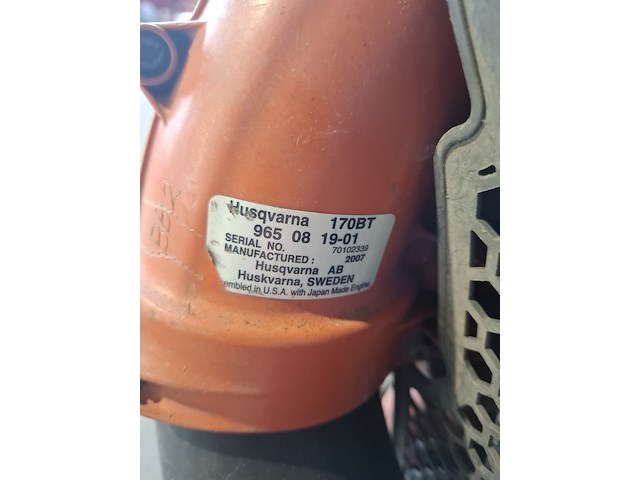 Husqvarna 170BT
965 08 19-01
SERIAL NO. 70102339
MANUFACTURED: 2007
Husqvarna AB
Huskvarna, SWEDEN
embled in U.S.A. with Japan Made Engine